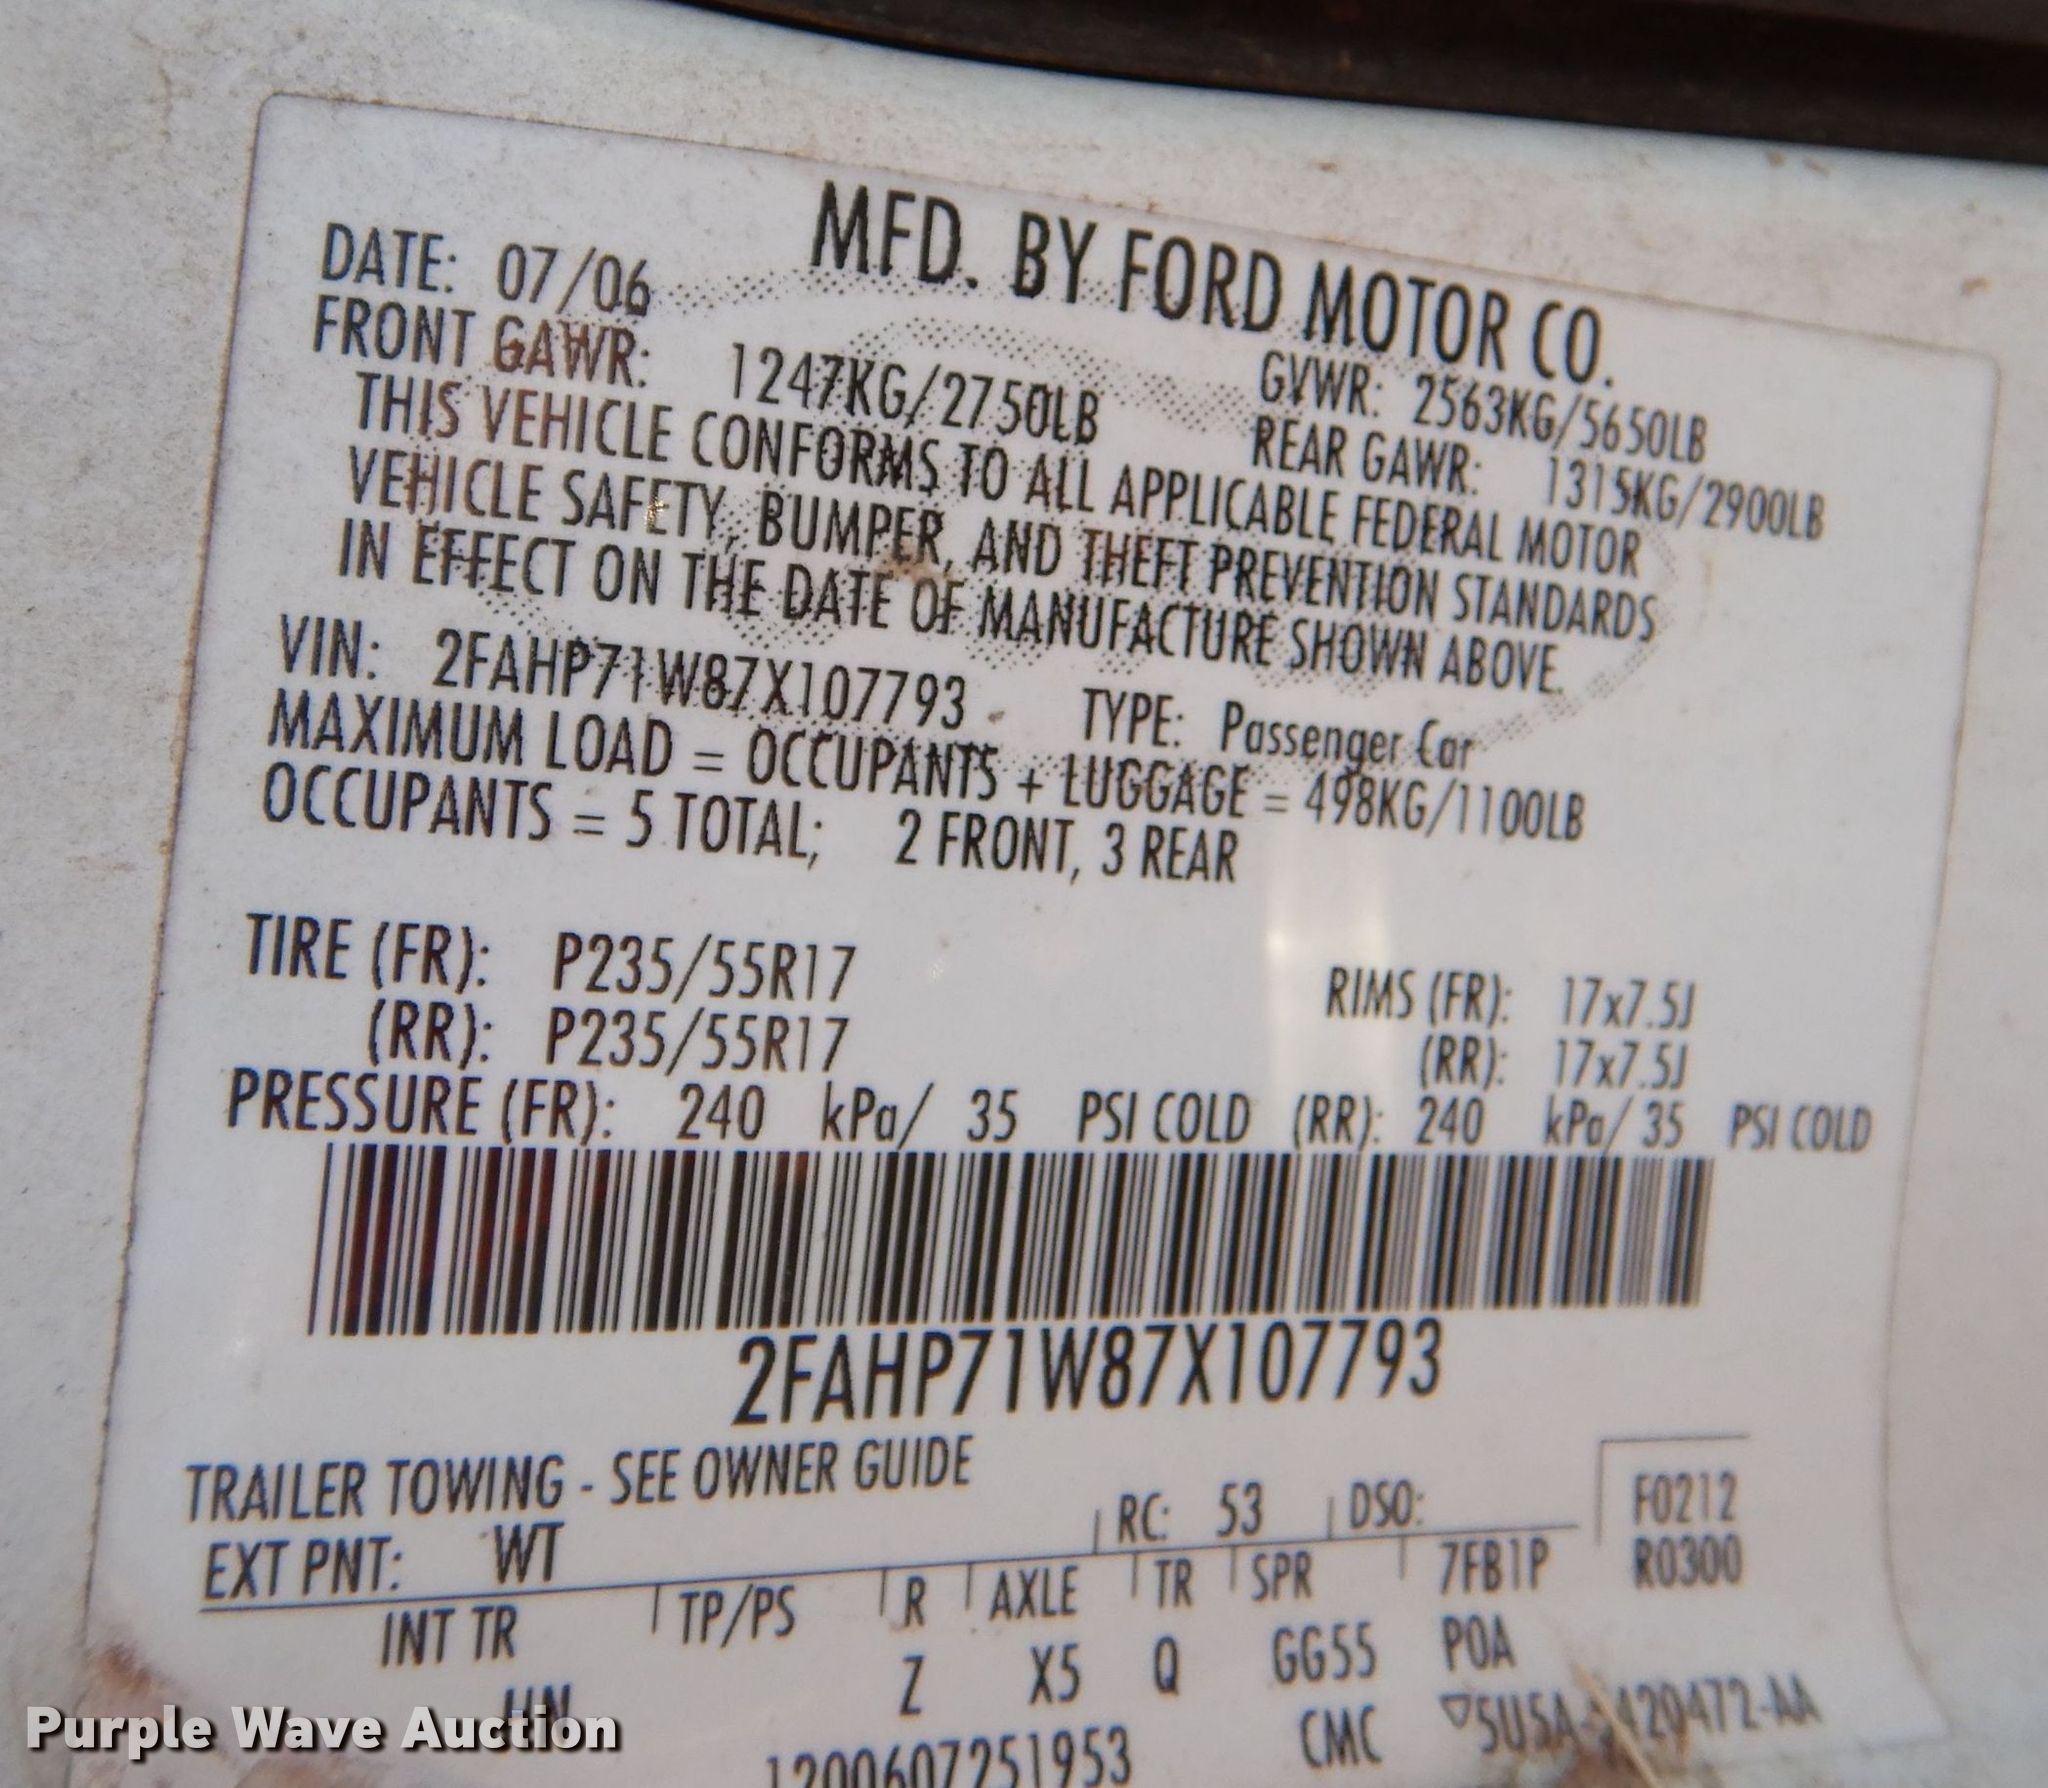 MFD. BY FORD MOTOR CO.
DATE: 07/06 GVWR: 2563KG/5650LB
FRONT GAWR: 1247KG/2750LB REAR GAWR: 1315KG/2900LB
THIS VEHICLE CONFORMS TO ALL APPLICABLE FEDERAL MOTOR
VEHICLE SAFETY, BUMPER, AND THEFT PREVENTION STANDARDS
IN EFFECT ON THE DATE OF MANUFACTURE SHOWN ABOVE.
VIN: 2FAHP71W87X107793 TYPE: Passenger Car
MAXIMUM LOAD = OCCUPANTS + LUGGAGE = 498KG/1100LB
OCCUPANTS = 5 TOTAL; 2 FRONT, 3 REAR
TIRE (FR): P235/55R17 RIMS (FR): 17x7.5J
(RR): P235/55R17 (RR): 17x7.5J
PRESSURE (FR): 240 kPa/ 35 PSI COLD (RR): 240 kPa/ 35 PSI COLD
2FAHP71W87X107793
TRAILER TOWING - SEE OWNER GUIDE F0212
EXT PNT: WT RC: 53 DSO: R0300
INT TR TP/PS R AXLE TR SPR 7FB1P
HN Z X5 Q GG55 POA
1200607251953 CMC
Purple Wave Auction